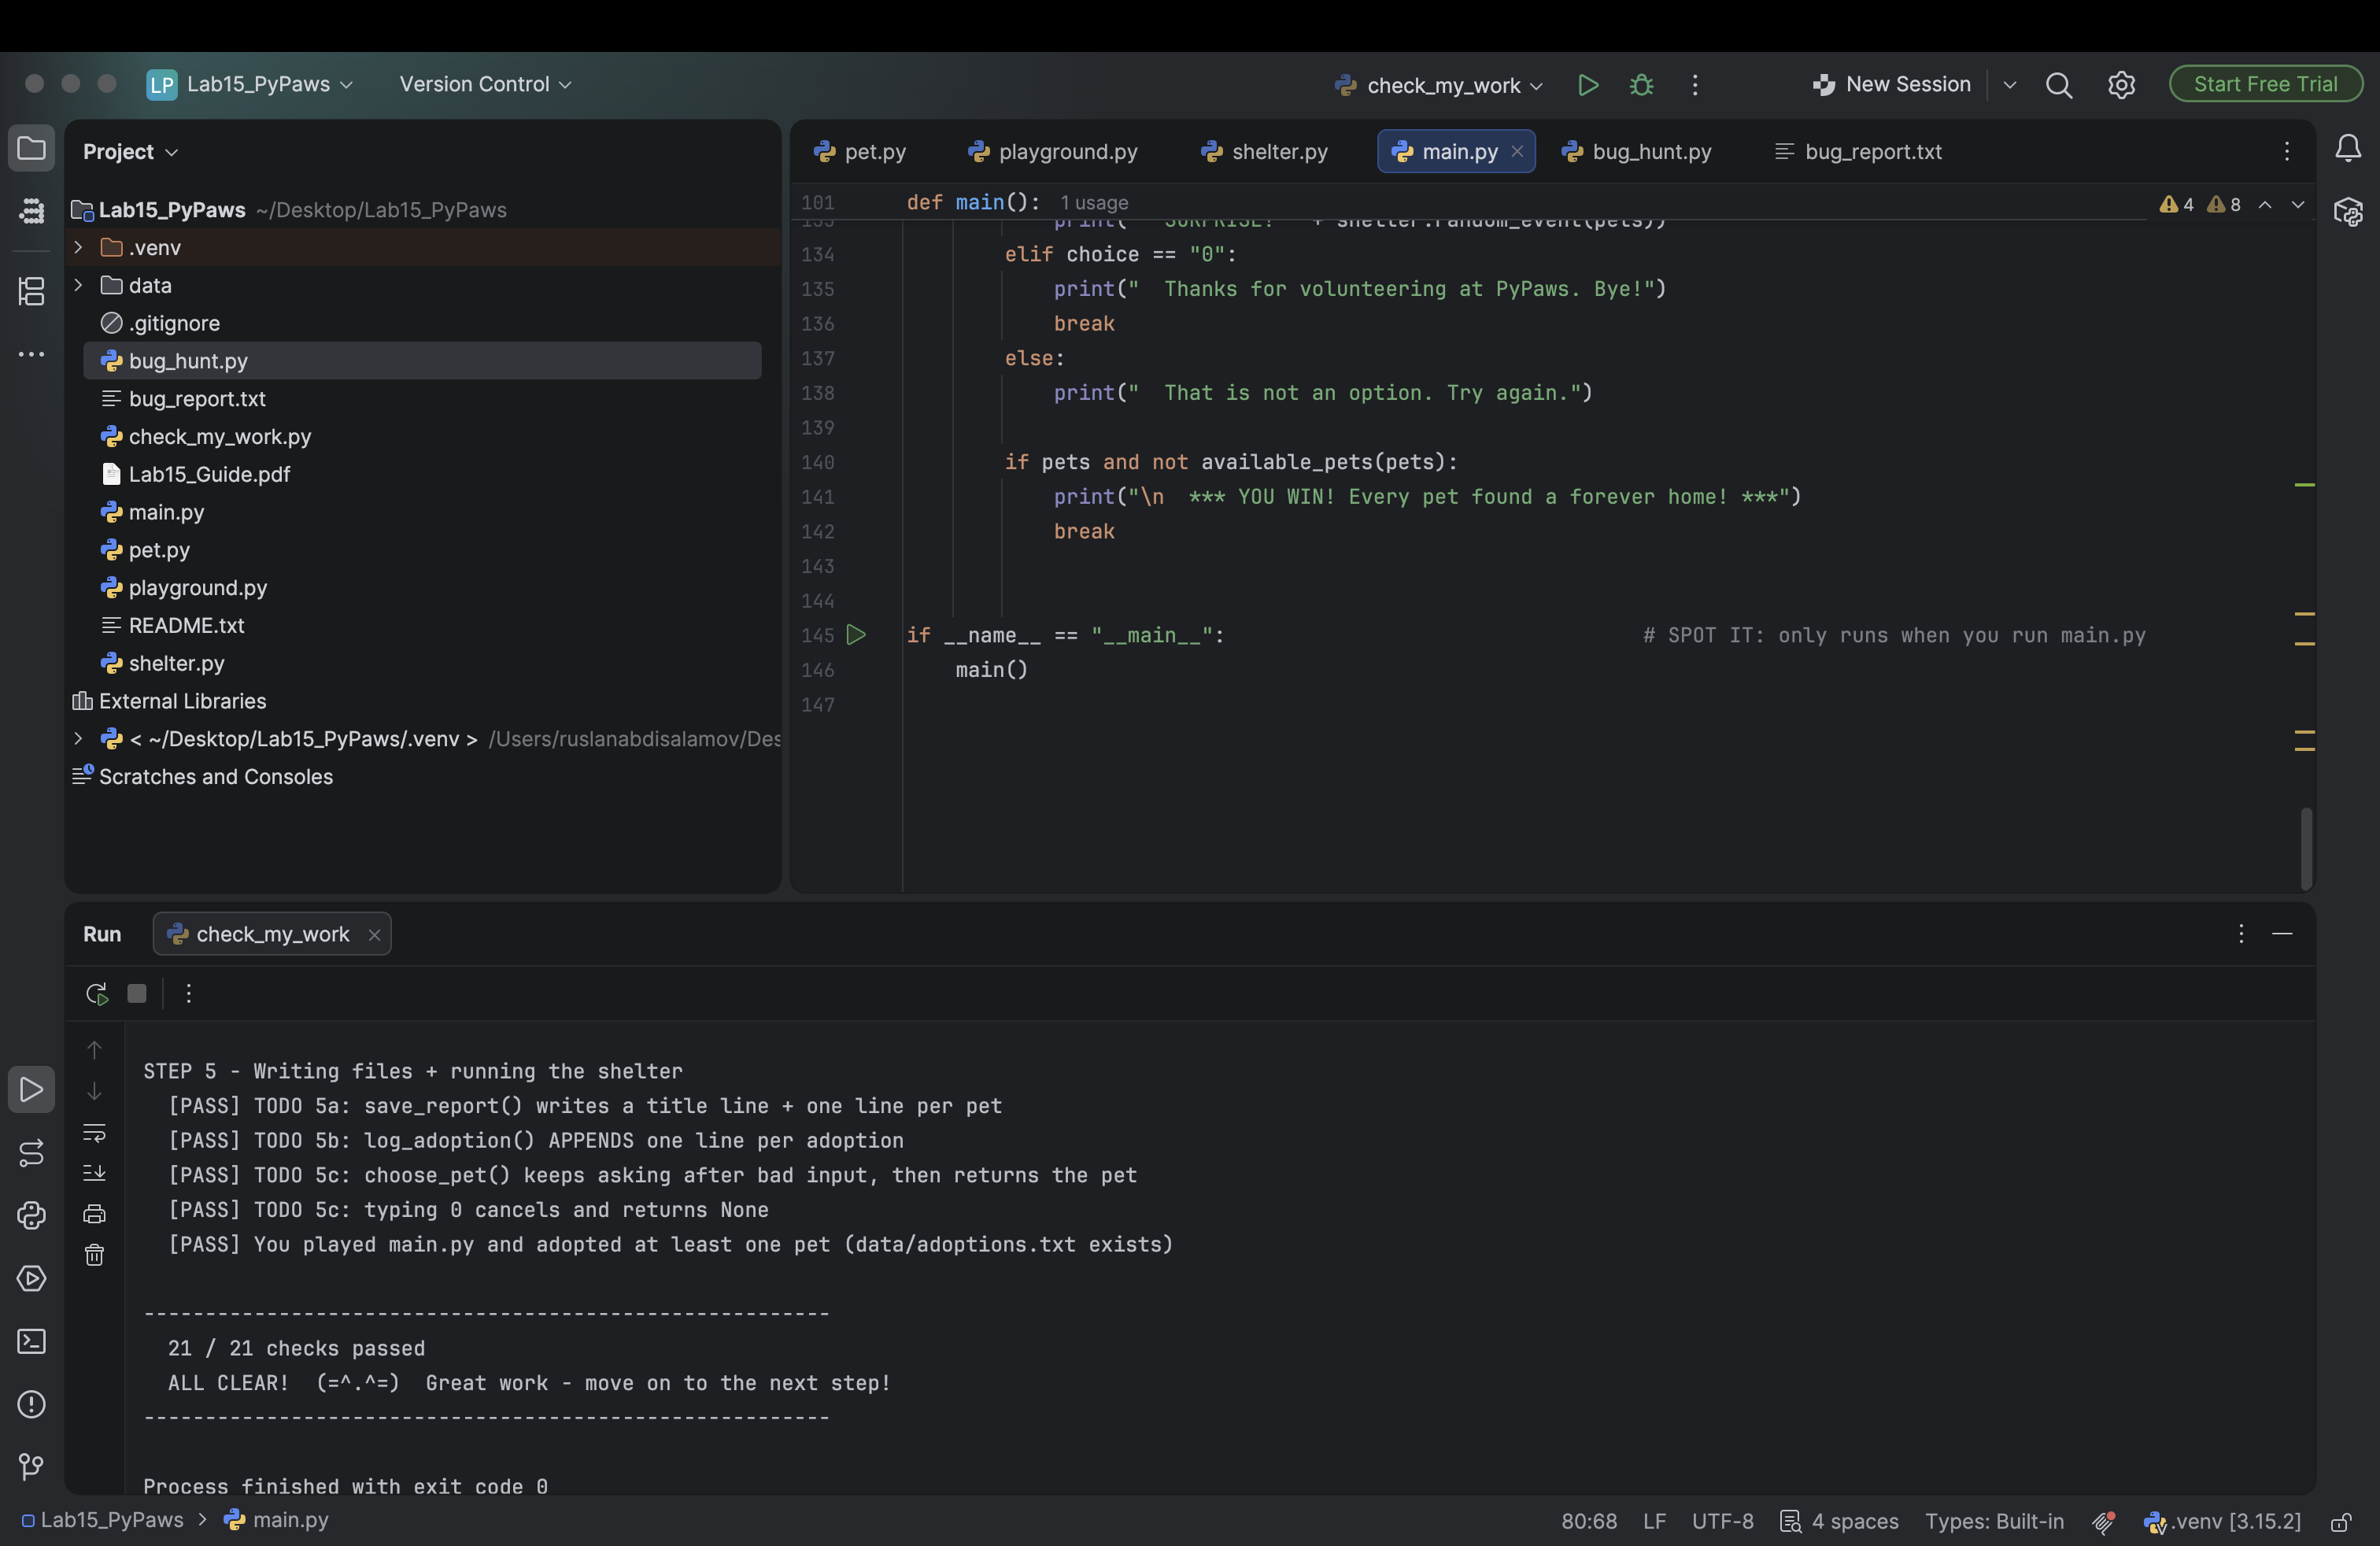 LP Lab15_PyPaws Version Control check_my_work New Session Start Free Trial
Project
Lab15_PyPaws ~/Desktop/Lab15_PyPaws
.venv
data
.gitignore
bug_hunt.py
bug_report.txt
check_my_work.py
Lab15_Guide.pdf
main.py
pet.py
playground.py
README.txt
shelter.py
External Libraries
< ~/Desktop/Lab15_PyPaws/.venv > /Users/ruslanabdisalamov/Des
Scratches and Consoles
pet.py playground.py shelter.py main.py bug_hunt.py bug_report.txt
101 def main(): 1 usage 4 8
133 print(" SURPRISE! " + shelter.random_event(pets))
134 elif choice == "0":
135 print("  Thanks for volunteering at PyPaws. Bye!")
136 break
137 else:
138 print("  That is not an option. Try again.")
139
140 if pets and not available_pets(pets):
141 print("\n  *** YOU WIN! Every pet found a forever home! ***")
142 break
143
144
145 if __name__ == "__main__": # SPOT IT: only runs when you run main.py
146 main()
147
Run check_my_work
STEP 5 - Writing files + running the shelter
[PASS] TODO 5a: save_report() writes a title line + one line per pet
[PASS] TODO 5b: log_adoption() APPENDS one line per adoption
[PASS] TODO 5c: choose_pet() keeps asking after bad input, then returns the pet
[PASS] TODO 5c: typing 0 cancels and returns None
[PASS] You played main.py and adopted at least one pet (data/adoptions.txt exists)
--------------------------------------------------------
21 / 21 checks passed
ALL CLEAR!  (=^.^=)  Great work - move on to the next step!
--------------------------------------------------------
Process finished with exit code 0
Lab15_PyPaws > main.py 80:68 LF UTF-8 4 spaces Types: Built-in .venv [3.15.2]